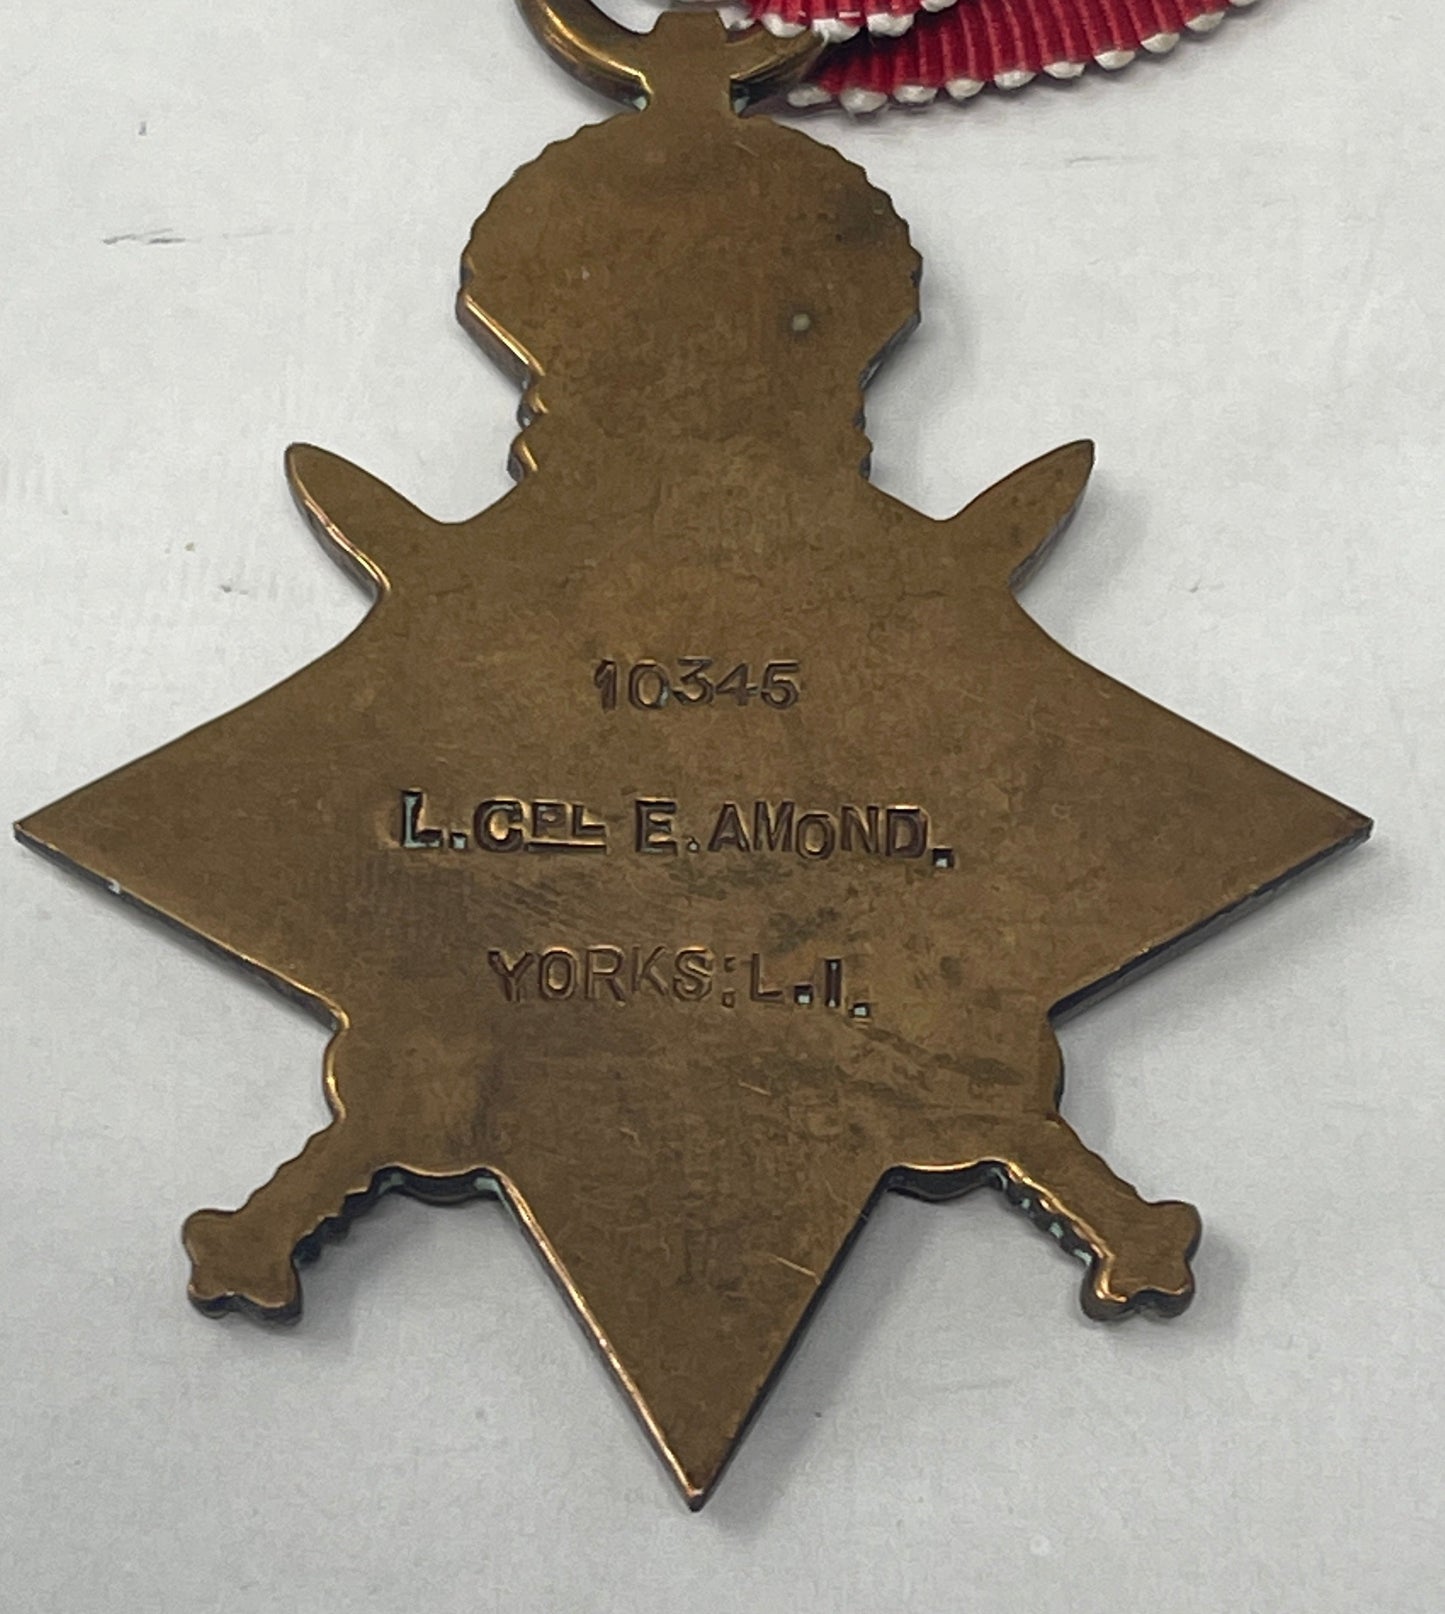 10345
L.CPL E.AMOND.
YORKS:L.I.